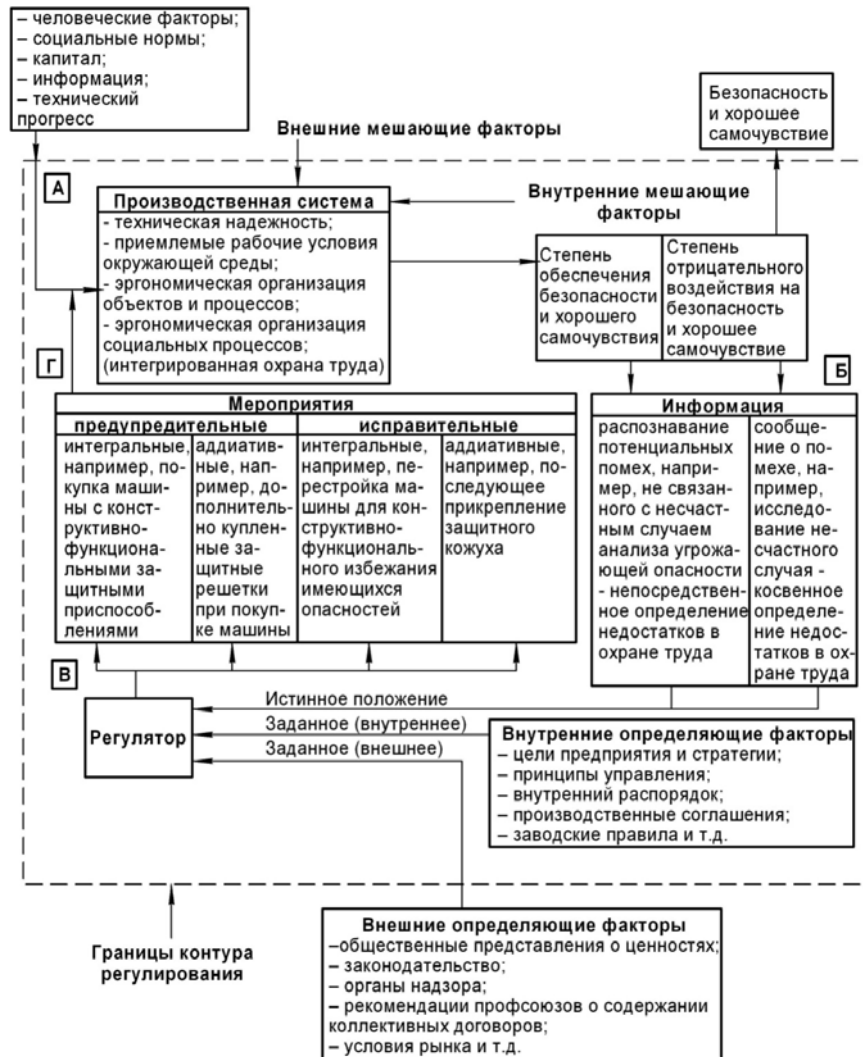 – человеческие факторы;
– социальные нормы;
– капитал;
– информация;
– технический
прогресс
Внешние мешающие факторы
Безопасность
и хорошее
самочувствие
А
Производственная система
- техническая надежность;
- приемлемые рабочие условия
окружающей среды;
- эргономическая организация
объектов и процессов;
- эргономическая организация
социальных процессов;
(интегрированная охрана труда)
Внутренние мешающие
факторы
Степень
обеспечения
безопасности
и хорошего
самочувствия
Степень
отрицательного
воздействия на
безопасность
и хорошее
самочувствие
Г
Б
Мероприятия
предупредительные
исправительные
интегральные,
например, по-
купка маши-
ны с конст-
руктивно-
функциона-
льными за-
щитными
приспособ-
лениями
аддиатив-
ные, нап-
ример, до-
полнитель-
но куплен-
ные за-
щитные
решетки
при покуп-
ке машины
интегральные,
например, пе-
рестройка ма-
шины для кон-
структивно-
функциональ-
ного избежания
имеющихся
опасностей
аддиативные,
например, по-
следующее
прикрепление
защитного
кожуха
Информация
распознавание
потенциальных
помех, напри-
мер, не связан-
ного с несчаст-
ным случаем
анализа угрожа-
ющей опасности
- непосредствен-
ное определение
недостатков в
охране труда
сообще-
ние о по-
мехе, на-
пример,
исследо-
вание не-
счастного
случая -
косвенное
определе-
ние недос-
татков в ох-
ране труда
В
Регулятор
Истинное положение
Заданное (внутреннее)
Заданное (внешнее)
Внутренние определяющие факторы
– цели предприятия и стратегии;
– принципы управления;
– внутренний распорядок;
– производственные соглашения;
– заводские правила и т.д.
Границы контура
регулирования
Внешние определяющие факторы
–общественные представления о ценностях;
– законодательство;
– органы надзора;
– рекомендации профсоюзов о содержании
коллективных договоров;
– условия рынка и т.д.